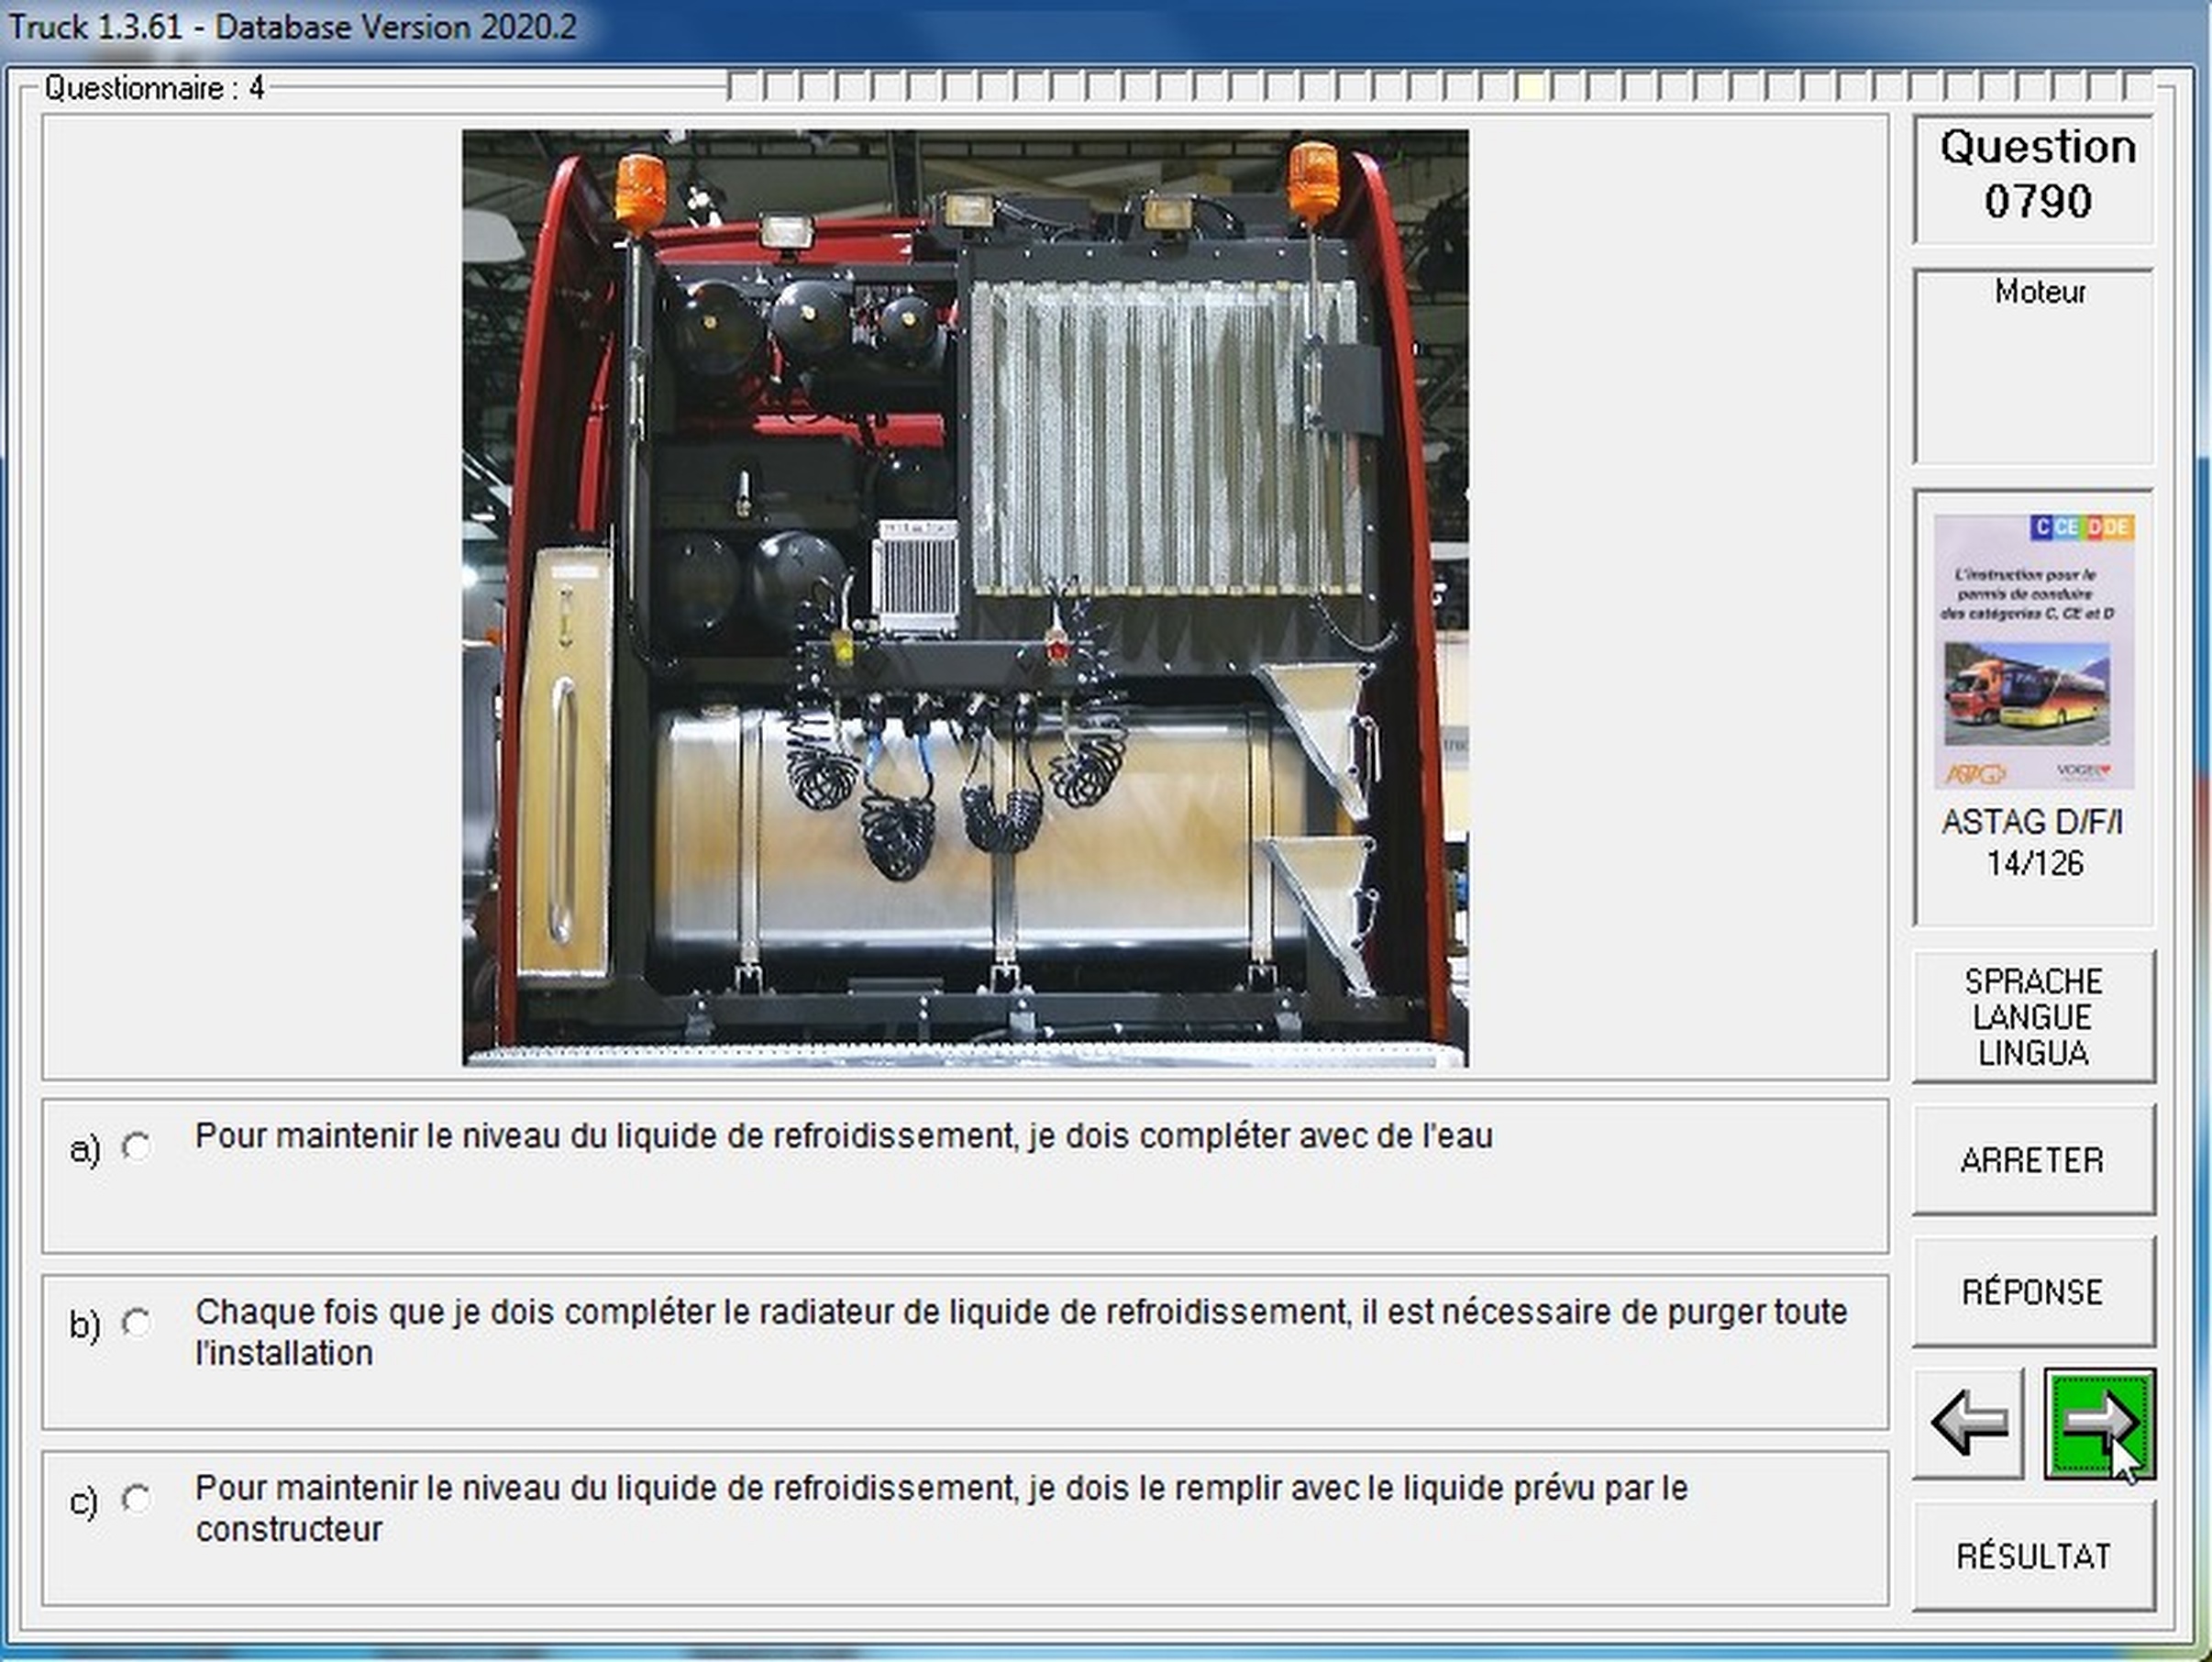 Truck 1.3.61 - Database Version 2020.2
Questionnaire : 4
Question
0790
Moteur
C CE D DE
L'instruction pour le
permis de conduire
des catégories C, CE et D
ASTAG
VOGEL
ASTAG D/F/I
14/126
SPRACHE
LANGUE
LINGUA
a) Pour maintenir le niveau du liquide de refroidissement, je dois compléter avec de l'eau
ARRETER
b) Chaque fois que je dois compléter le radiateur de liquide de refroidissement, il est nécessaire de purger toute
l'installation
RÉPONSE
c) Pour maintenir le niveau du liquide de refroidissement, je dois le remplir avec le liquide prévu par le
constructeur
RÉSULTAT